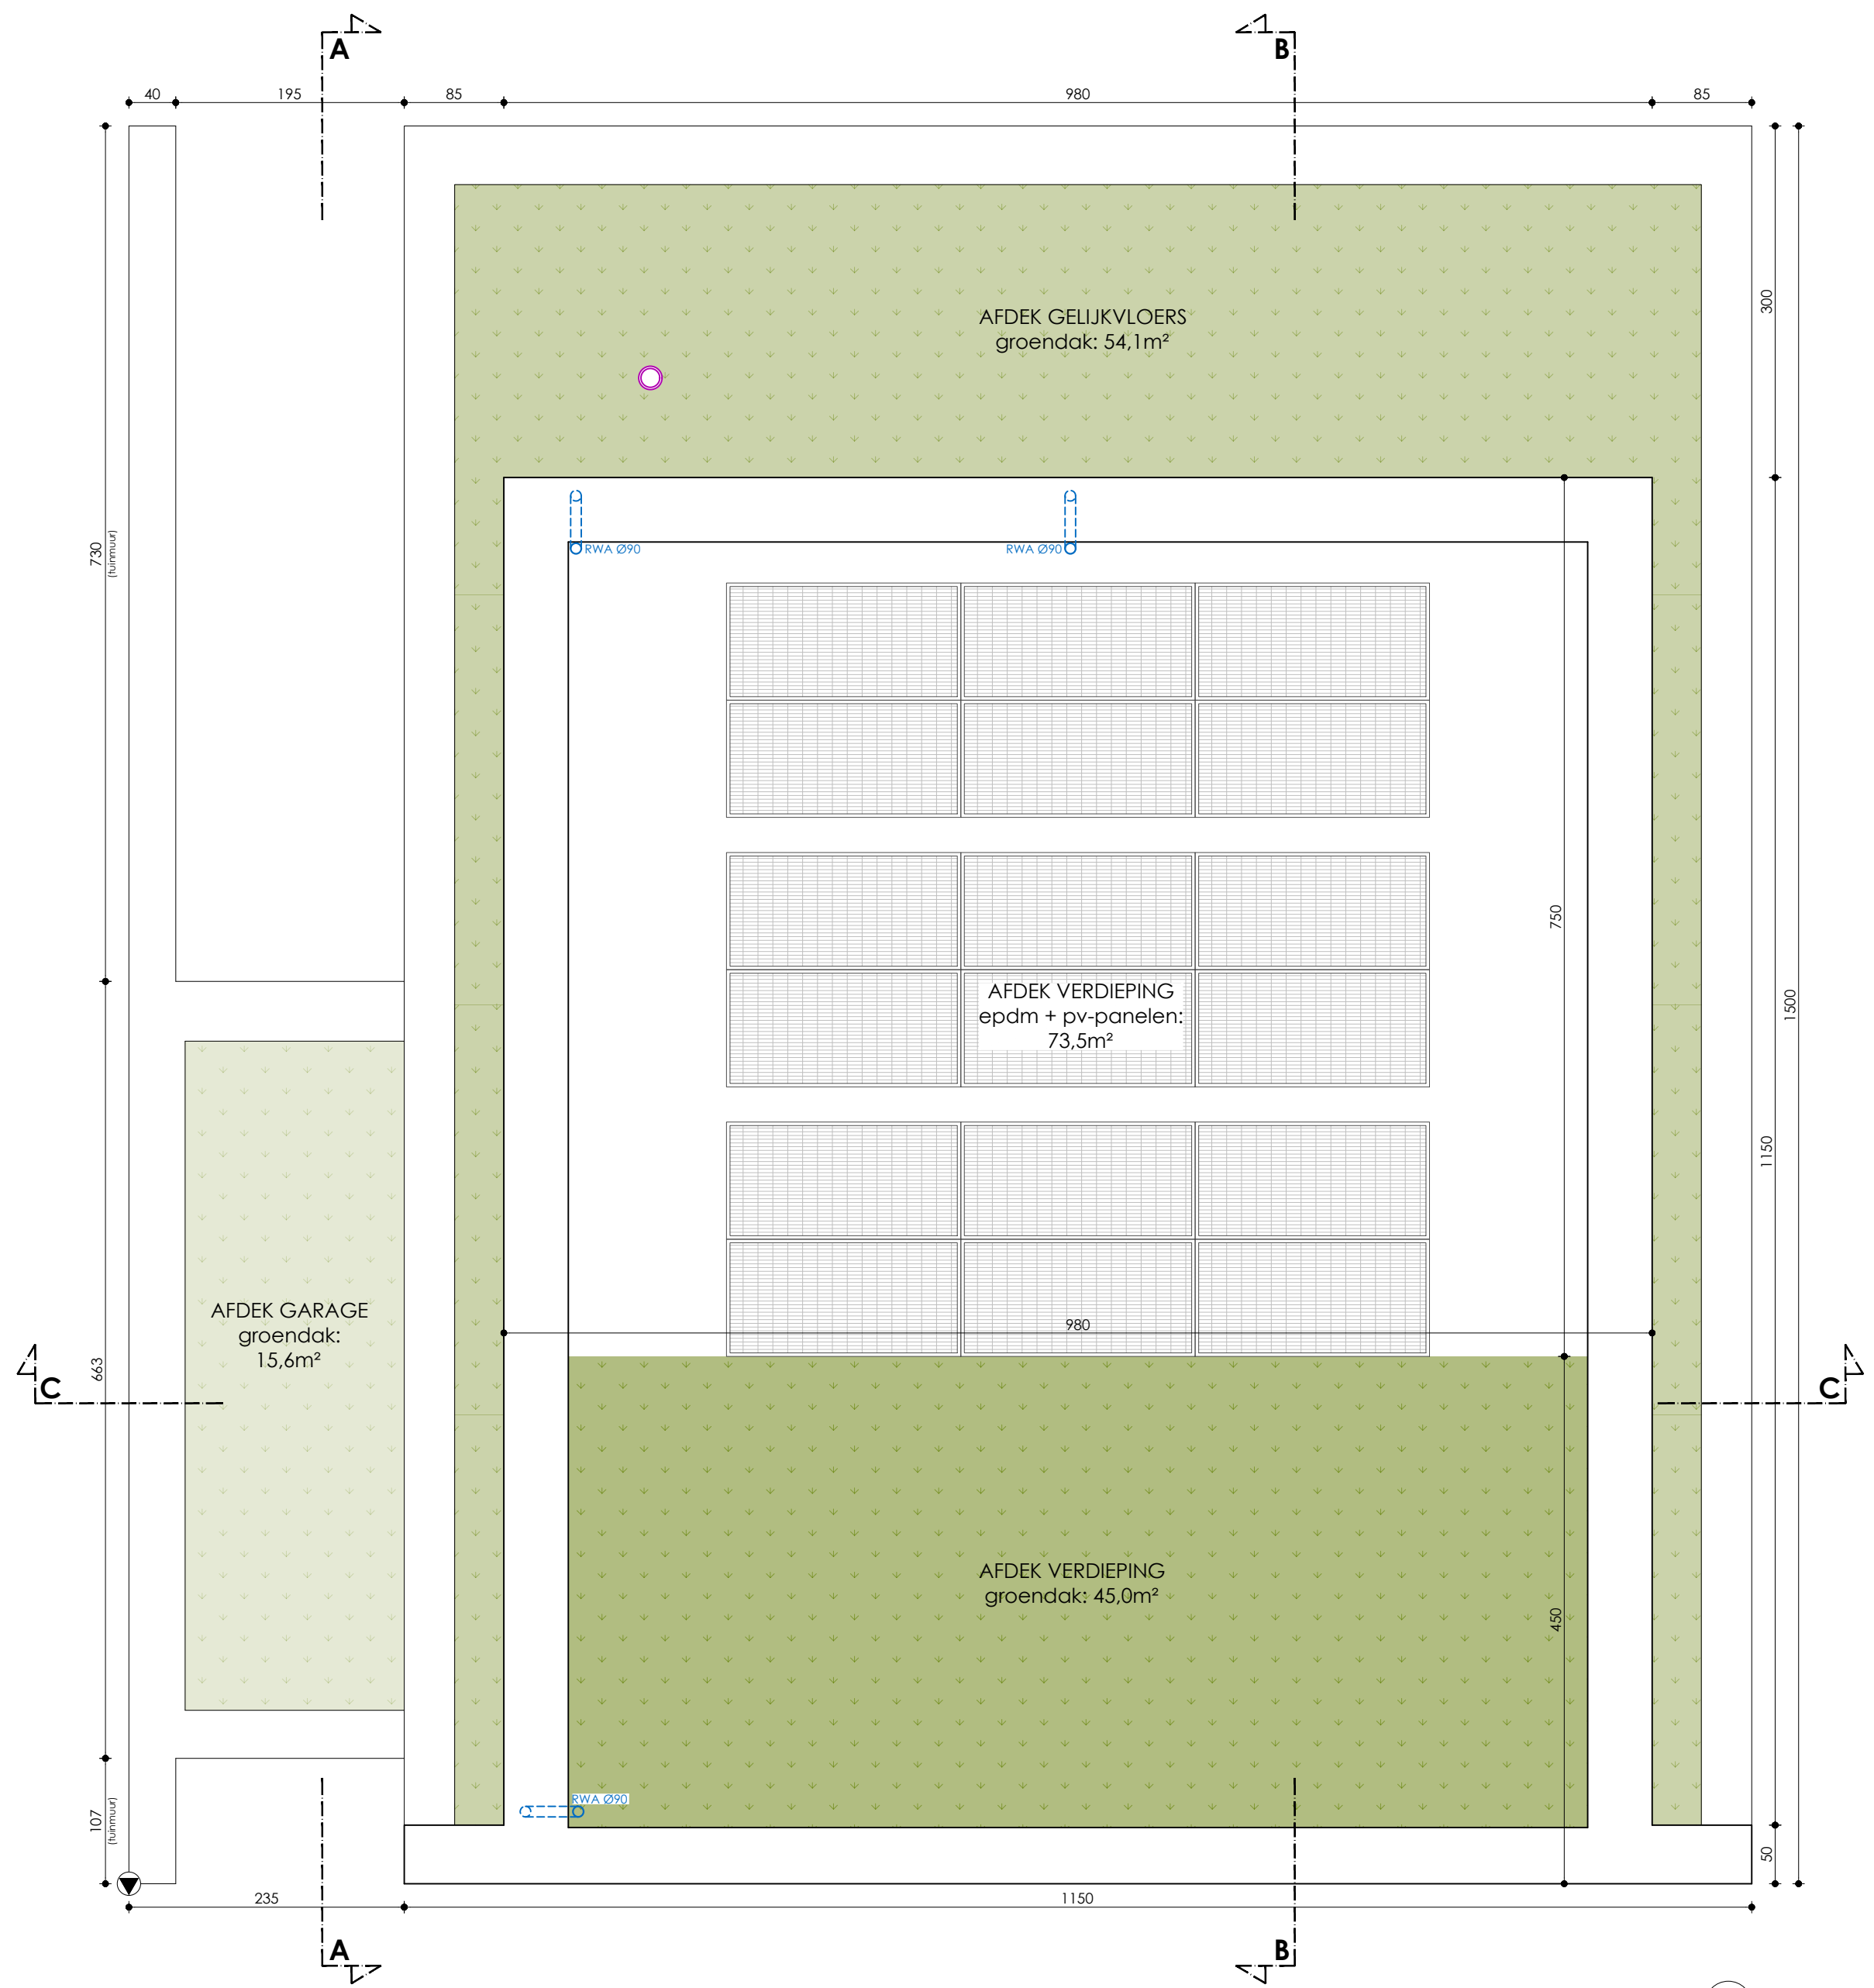 A
B
40
195
85
980
85
AFDEK GELIJKVLOERS
groendak: 54,1m²
300
730
(tuinmuur)
RWA Ø90
RWA Ø90
750
AFDEK VERDIEPING
epdm + pv-panelen:
73,5m²
1500
1150
AFDEK GARAGE
groendak:
15,6m²
980
663
C
C
AFDEK VERDIEPING
groendak: 45,0m²
450
RWA Ø90
107
(tuinmuur)
50
235
1150
A
B